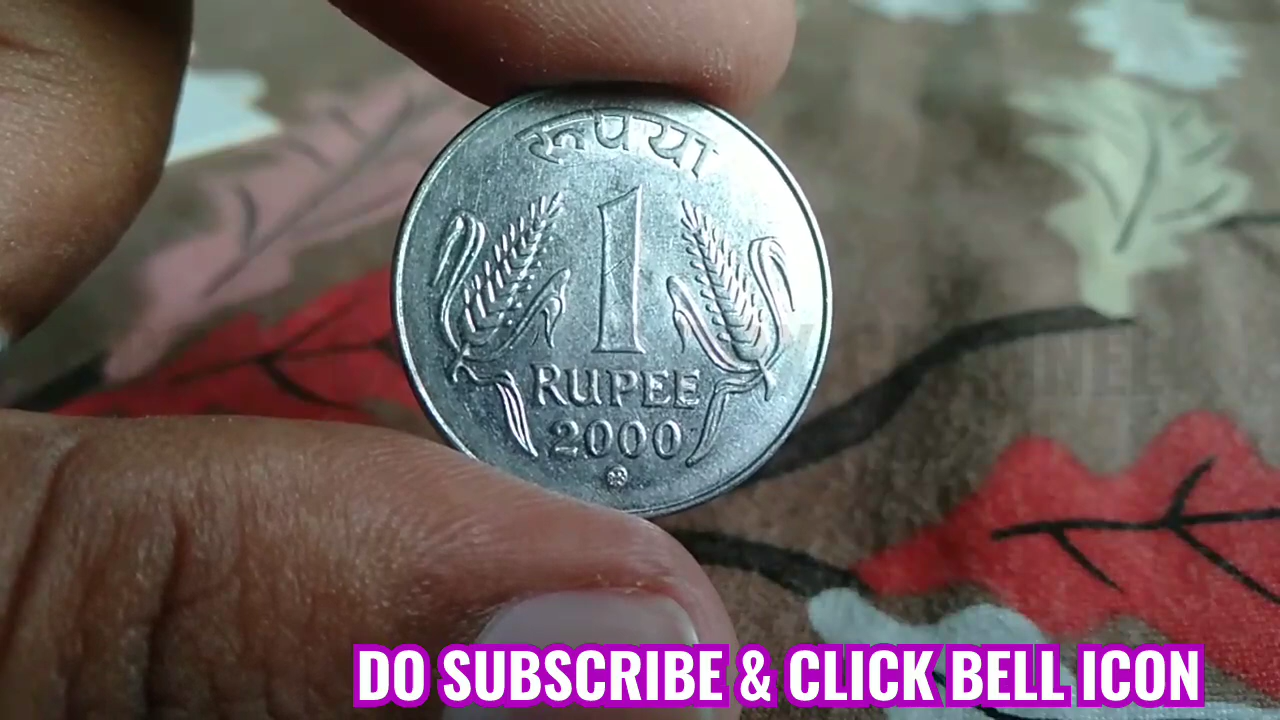 रूपया
1
RUPEE
2000
DO SUBSCRIBE & CLICK BELL ICON